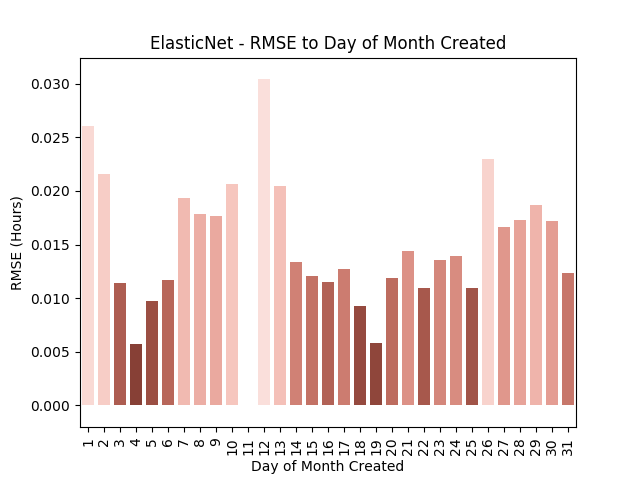 ElasticNet - RMSE to Day of Month Created
0.030
0.025
0.020
0.015
0.010
0.005
0.000
RMSE (Hours)
1 2 3 4 5 6 7 8 9 10 11 12 13 14 15 16 17 18 19 20 21 22 23 24 25 26 27 28 29 30 31
Day of Month Created